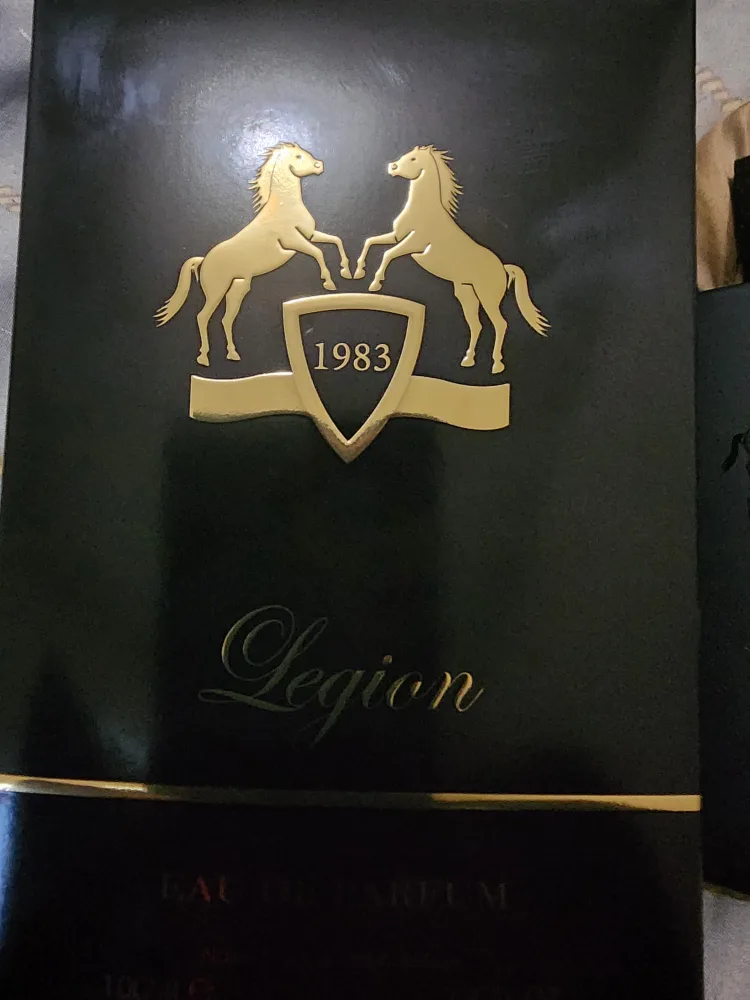 1983
Legion
EAU DE PARFUM